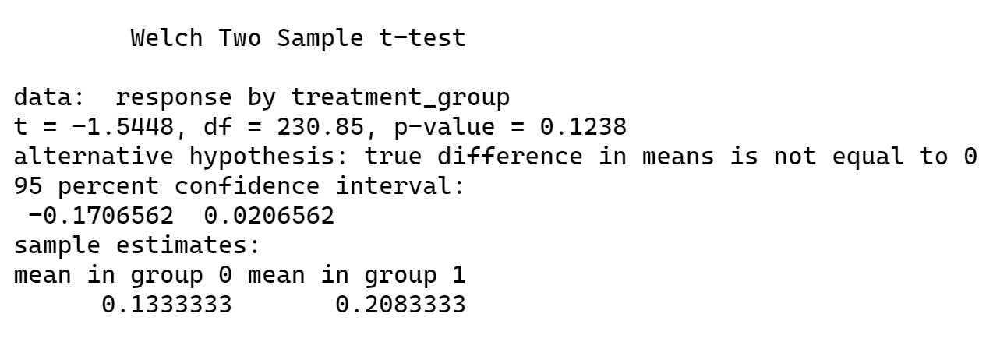 Welch Two Sample t-test
data:  response by treatment_group
t = -1.5448, df = 230.85, p-value = 0.1238
alternative hypothesis: true difference in means is not equal to 0
95 percent confidence interval:
 -0.1706562  0.0206562
sample estimates:
mean in group 0 mean in group 1
      0.1333333       0.2083333